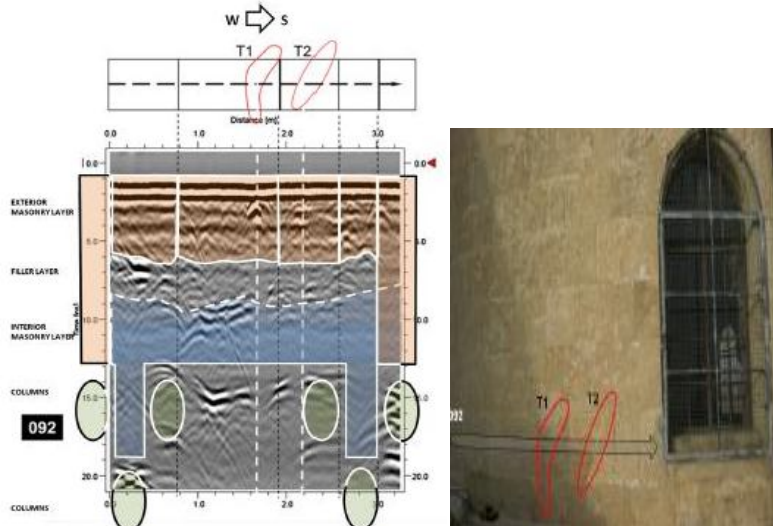 W S
T1 T2
Distance [m]
0.0 1.0 2.0 3.0
0.0 0.0
EXTERIOR
MASONRY LAYER
5.0
FILLER LAYER
INTERIOR
MASONRY LAYER
10.0
Time [ns]
COLUMNS
15.0 15.0
092
20.0 20.0
COLUMNS
0.0 1.0 2.0 3.0
T1 T2
092